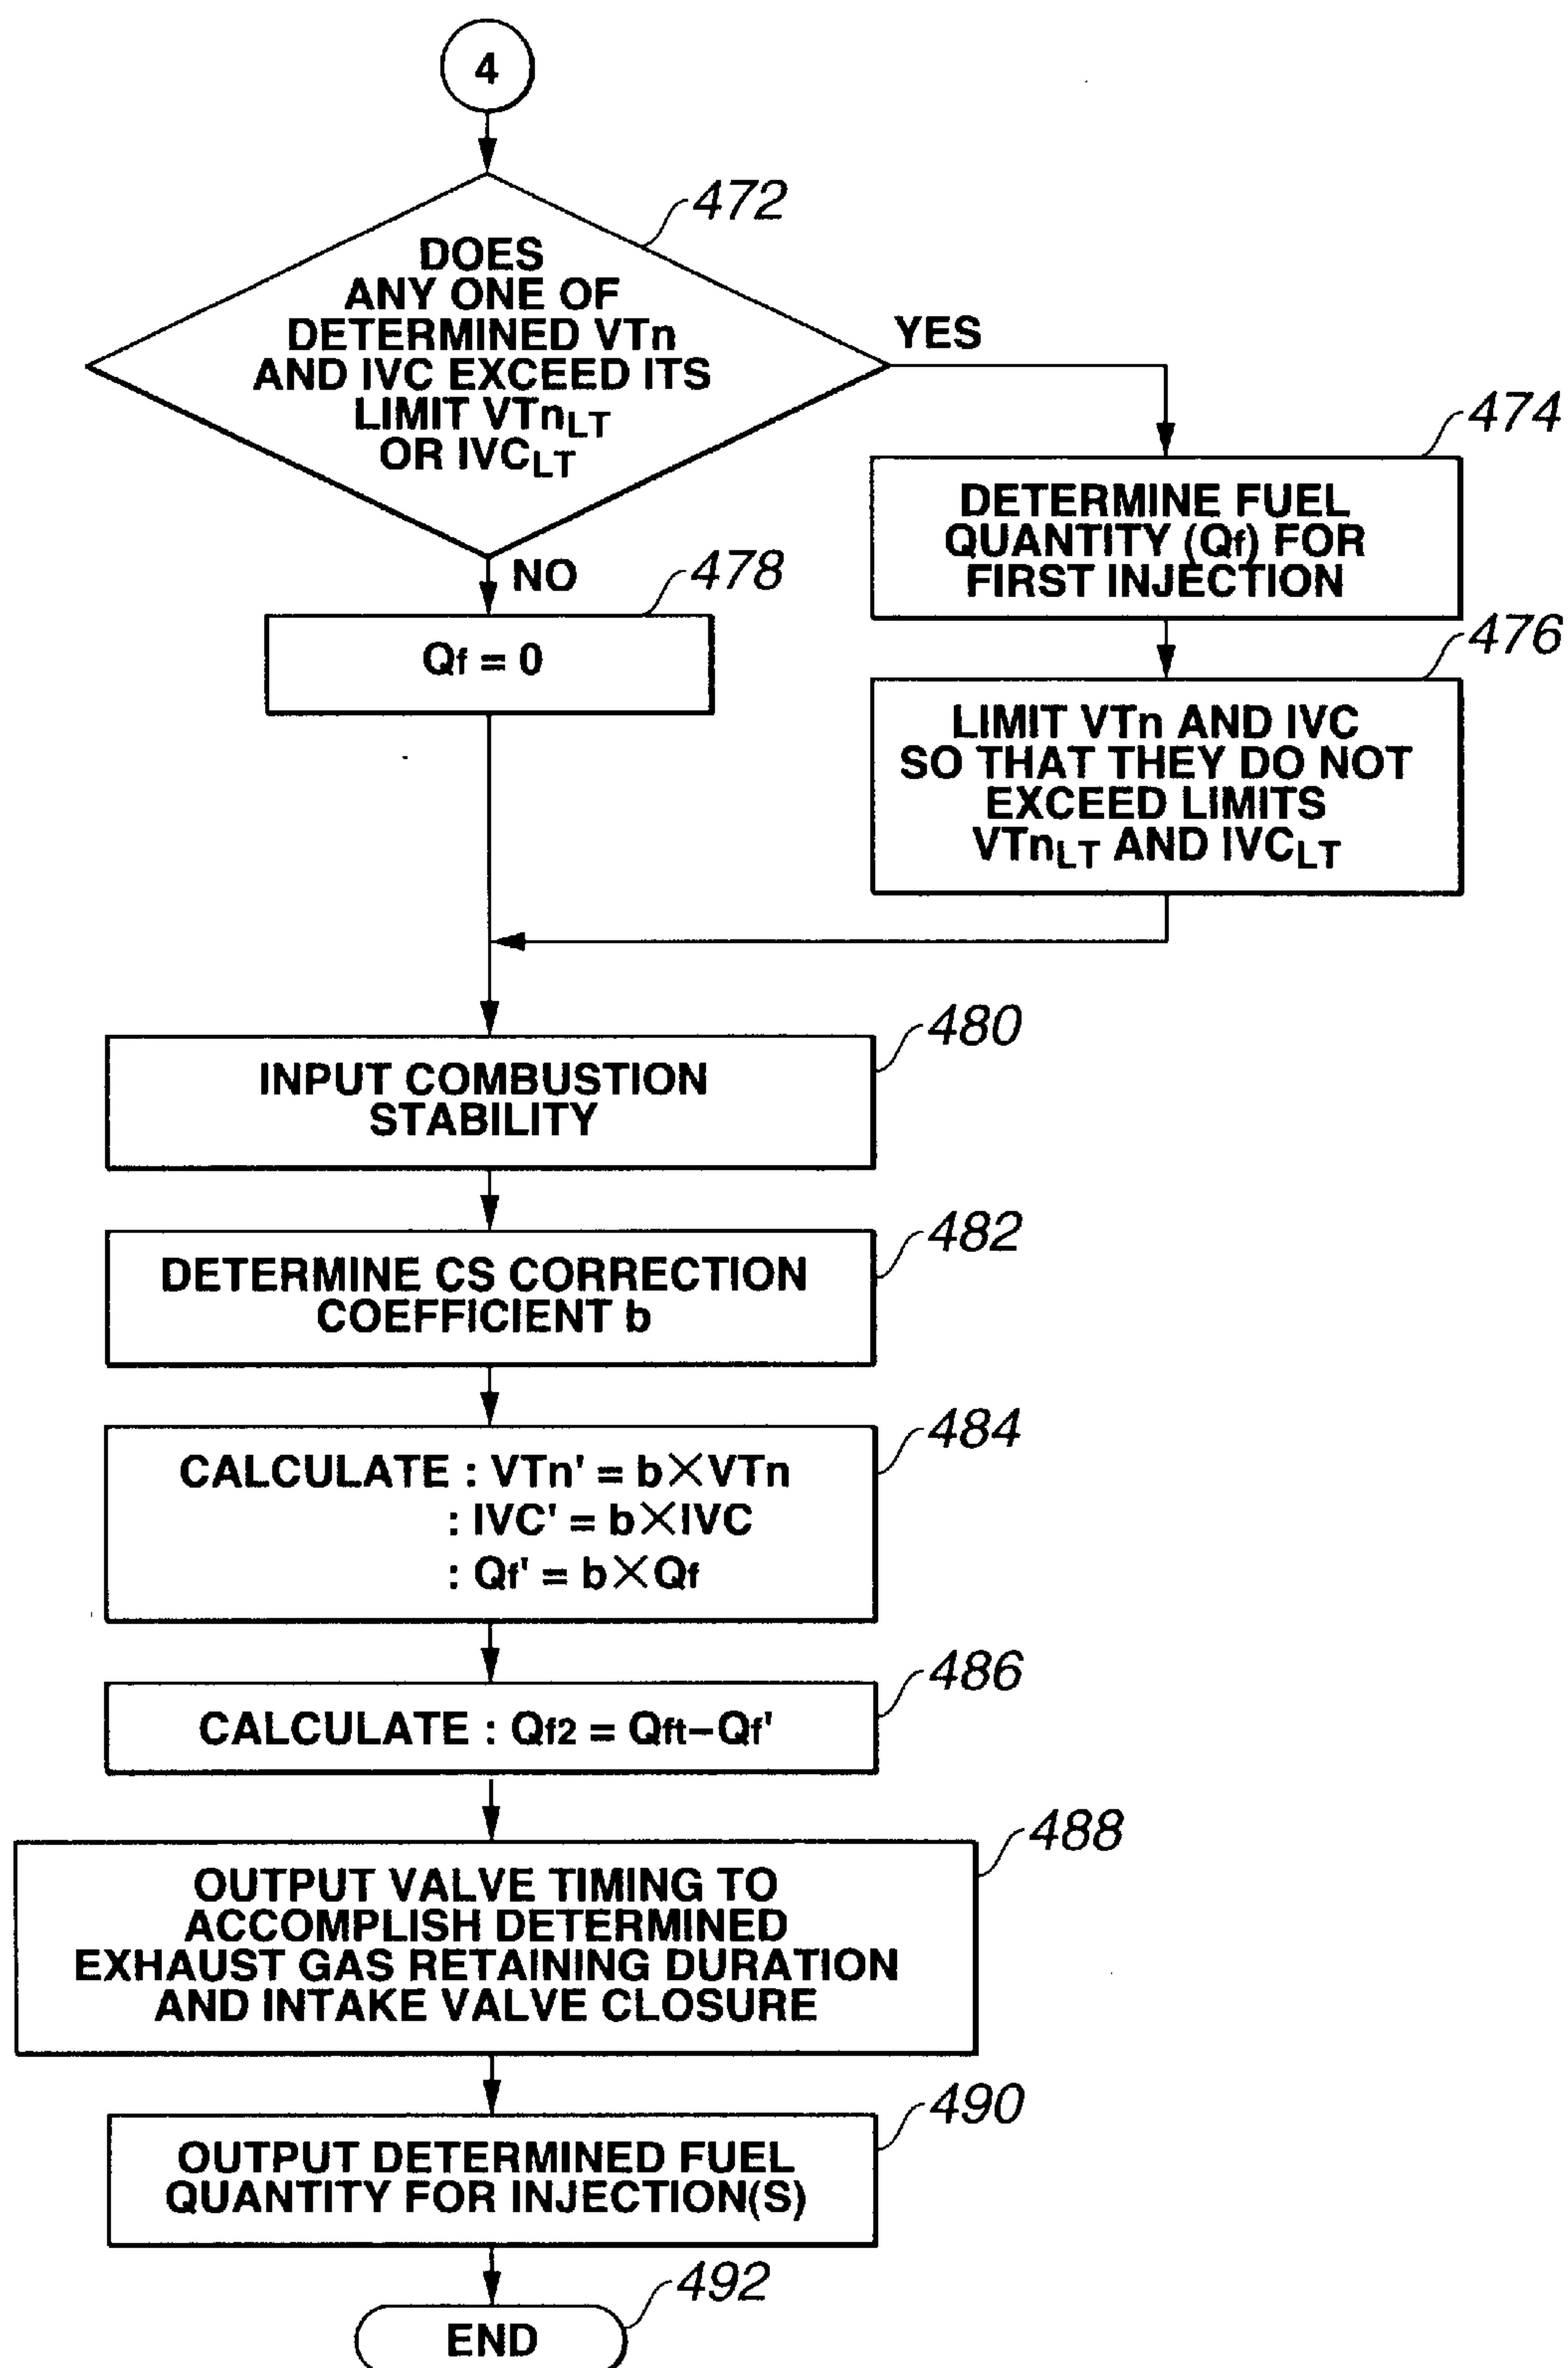 4
472
DOES
ANY ONE OF
DETERMINED VTn
AND IVC EXCEED ITS
LIMIT VTnLT
OR IVCLT
YES
474
DETERMINE FUEL
QUANTITY (Qf) FOR
FIRST INJECTION
NO
478
Qf = 0
476
LIMIT VTn AND IVC
SO THAT THEY DO NOT
EXCEED LIMITS
VTnLT AND IVCLT
480
INPUT COMBUSTION
STABILITY
482
DETERMINE CS CORRECTION
COEFFICIENT b
484
CALCULATE : VTn' = b×VTn
: IVC' = b×IVC
: Qf' = b×Qf
486
CALCULATE : Qf2 = Qft–Qf'
488
OUTPUT VALVE TIMING TO
ACCOMPLISH DETERMINED
EXHAUST GAS RETAINING DURATION
AND INTAKE VALVE CLOSURE
490
OUTPUT DETERMINED FUEL
QUANTITY FOR INJECTION(S)
492
END